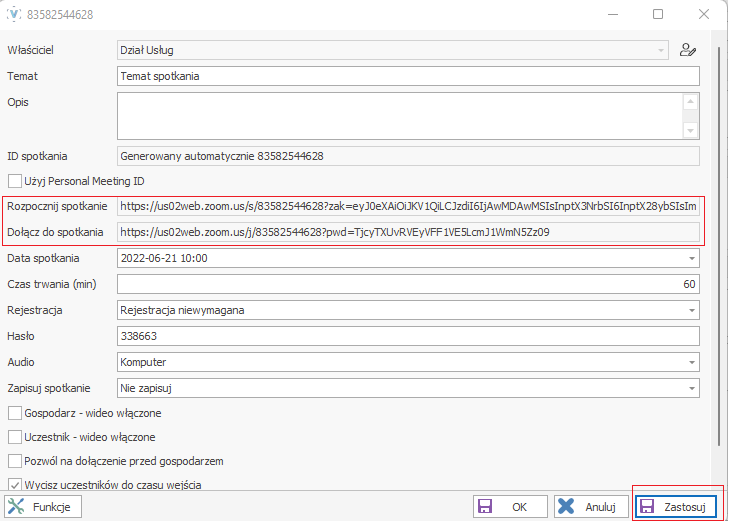 83582544628
Właściciel Dział Usług
Temat Temat spotkania
Opis
ID spotkania Generowany automatycznie 83582544628
Użyj Personal Meeting ID
Rozpocznij spotkanie https://us02web.zoom.us/s/83582544628?zak=eyJ0eXAiOiJKV1QiLCJzdiI6IjAwMDAwMSIsInptX3NrbSI6InptX28ybSIsIm
Dołącz do spotkania https://us02web.zoom.us/j/83582544628?pwd=TjcyTXUvRVEyVFF1VE5LcmJ1WmN5Zz09
Data spotkania 2022-06-21 10:00
Czas trwania (min) 60
Rejestracja Rejestracja niewymagana
Hasło 338663
Audio Komputer
Zapisuj spotkanie Nie zapisuj
Gospodarz - wideo włączone
Uczestnik - wideo włączone
Pozwól na dołączenie przed gospodarzem
Wycisz uczestników do czasu wejścia
Funkcje OK Anuluj Zastosuj